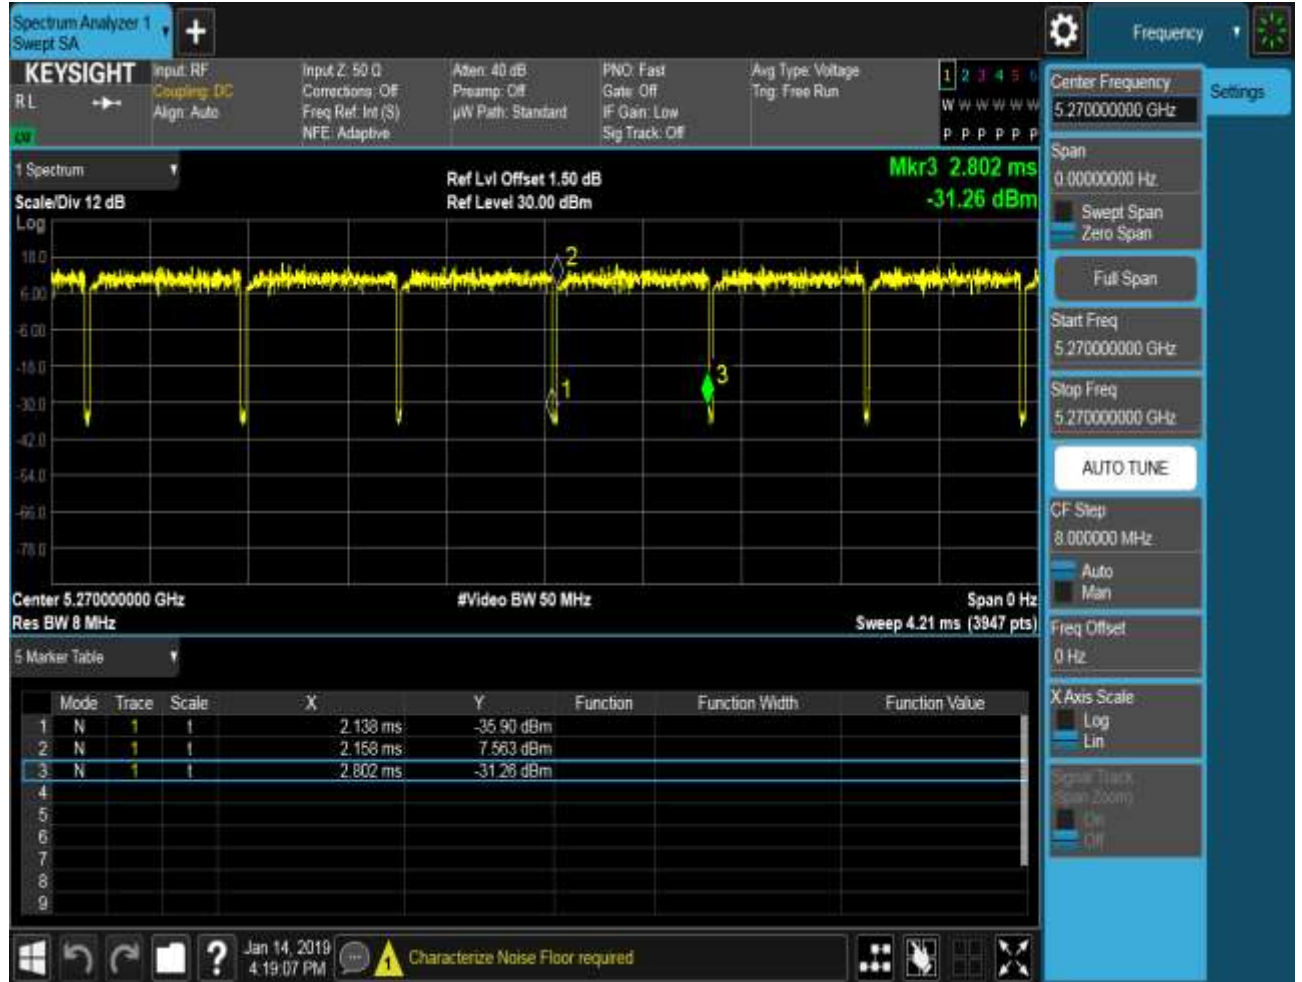 Spectrum Analyzer 1
Swept SA
Frequency
KEYSIGHT
R L
Input: RF
Coupling: DC
Align: Auto
Input Z: 50 Ω
Corrections: Off
Freq Ref: Int (S)
NFE: Adaptive
Atten: 40 dB
Preamp: Off
µW Path: Standard
PNO: Fast
Gate: Off
IF Gain: Low
Sig Track: Off
Avg Type: Voltage
Trig: Free Run
1 2 3 4 5 6
W W W W W W
P P P P P P
1 Spectrum
Scale/Div 12 dB
Log
Ref Lvl Offset 1.50 dB
Ref Level 30.00 dBm
Mkr3 2.802 ms
-31.26 dBm
18.0
6.00
-6.00
-18.0
-30.0
-42.0
-54.0
-66.0
-78.0
2
1
3
Center 5.270000000 GHz
#Video BW 50 MHz
Span 0 Hz
Res BW 8 MHz
Sweep 4.21 ms (3947 pts)
5 Marker Table
Mode Trace Scale X Y Function Function Width Function Value
1 N 1 t 2.138 ms -35.90 dBm
2 N 1 t 2.158 ms 7.563 dBm
3 N 1 t 2.802 ms -31.26 dBm
4
5
6
7
8
9
Jan 14, 2019
4:19:07 PM
1
Characterize Noise Floor required
Center Frequency
5.270000000 GHz
Settings
Span
0.00000000 Hz
Swept Span
Zero Span
Full Span
Start Freq
5.270000000 GHz
Stop Freq
5.270000000 GHz
AUTO TUNE
CF Step
8.000000 MHz
Auto
Man
Freq Offset
0 Hz
X Axis Scale
Log
Lin
Signal Track
(Span Zoom)
On
Off